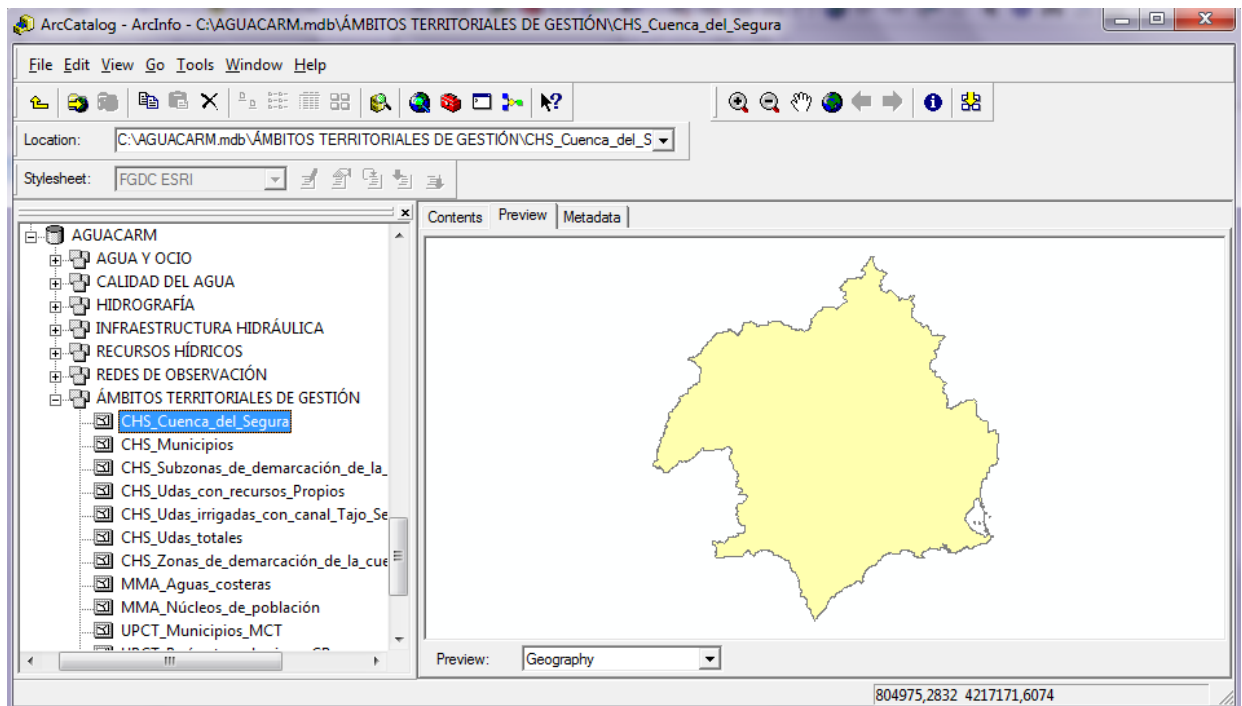 ArcCatalog - ArcInfo - C:\AGUACARM.mdb\ÁMBITOS TERRITORIALES DE GESTIÓN\CHS_Cuenca_del_Segura
File Edit View Go Tools Window Help
Location: C:\AGUACARM.mdb\ÁMBITOS TERRITORIALES DE GESTIÓN\CHS_Cuenca_del_S
Stylesheet: FGDC ESRI
Contents Preview Metadata
AGUACARM
AGUA Y OCIO
CALIDAD DEL AGUA
HIDROGRAFÍA
INFRAESTRUCTURA HIDRÁULICA
RECURSOS HÍDRICOS
REDES DE OBSERVACIÓN
ÁMBITOS TERRITORIALES DE GESTIÓN
CHS_Cuenca_del_Segura
CHS_Municipios
CHS_Subzonas_de_demarcación_de_la_
CHS_Udas_con_recursos_Propios
CHS_Udas_irrigadas_con_canal_Tajo_Se
CHS_Udas_totales
CHS_Zonas_de_demarcación_de_la_cue
MMA_Aguas_costeras
MMA_Núcleos_de_población
UPCT_Municipios_MCT
Preview: Geography
804975,2832 4217171,6074